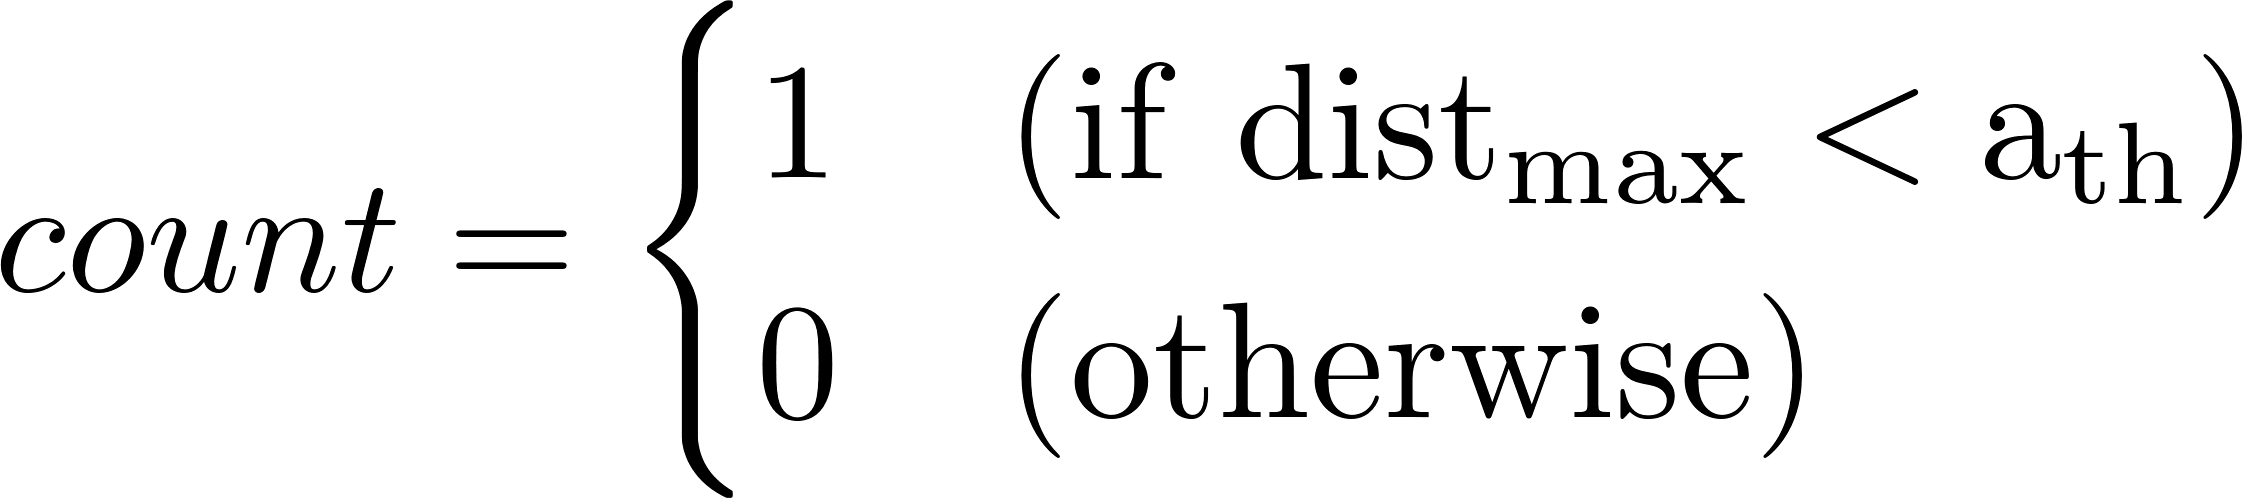 count = { 1 (if dist_max < a_th)
0 (otherwise)